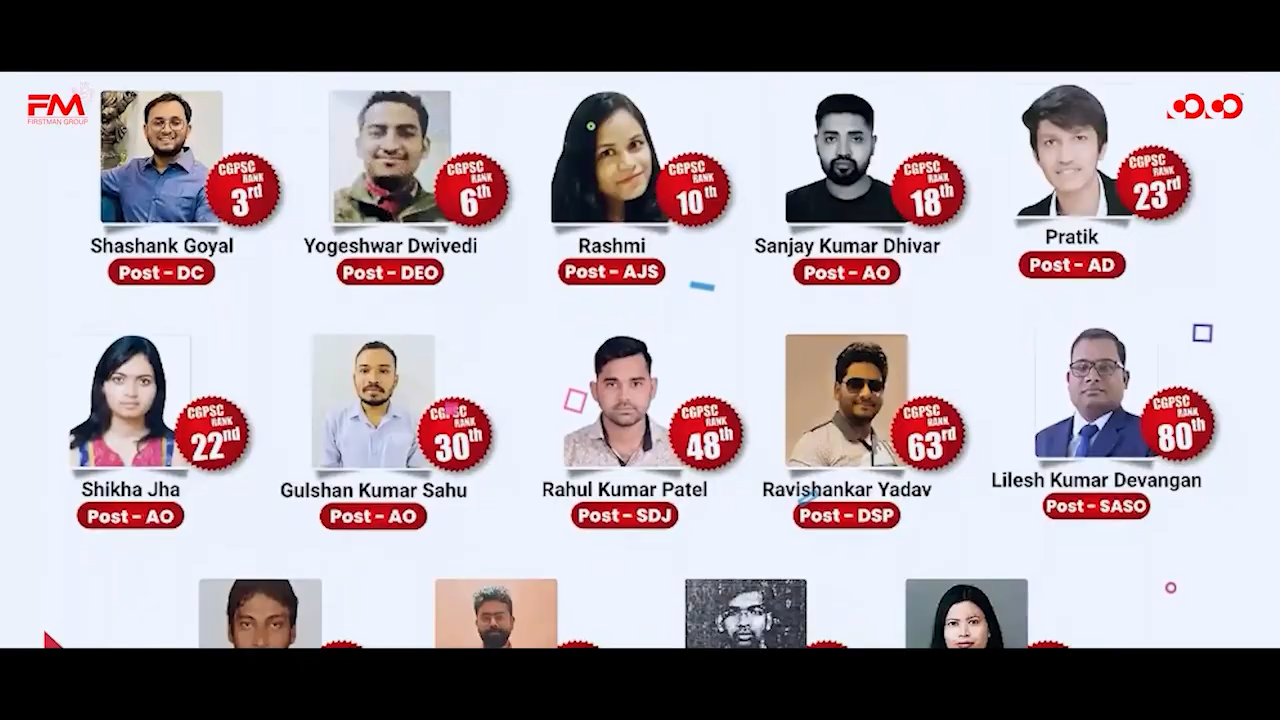 FM
FIRSTMAN GROUP
CGPSC
RANK
3rd
CGPSC
RANK
6th
CGPSC
RANK
10th
CGPSC
RANK
18th
CGPSC
RANK
23rd
Shashank Goyal
Yogeshwar Dwivedi
Rashmi
Sanjay Kumar Dhivar
Pratik
Post - DC
Post - DEO
Post - AJS
Post - AO
Post - AD
CGPSC
RANK
22nd
CGPSC
RANK
30th
CGPSC
RANK
48th
CGPSC
RANK
63rd
CGPSC
RANK
80th
Shikha Jha
Gulshan Kumar Sahu
Rahul Kumar Patel
Ravishankar Yadav
Lilesh Kumar Devangan
Post - AO
Post - AO
Post - SDJ
Post - DSP
Post - SASO